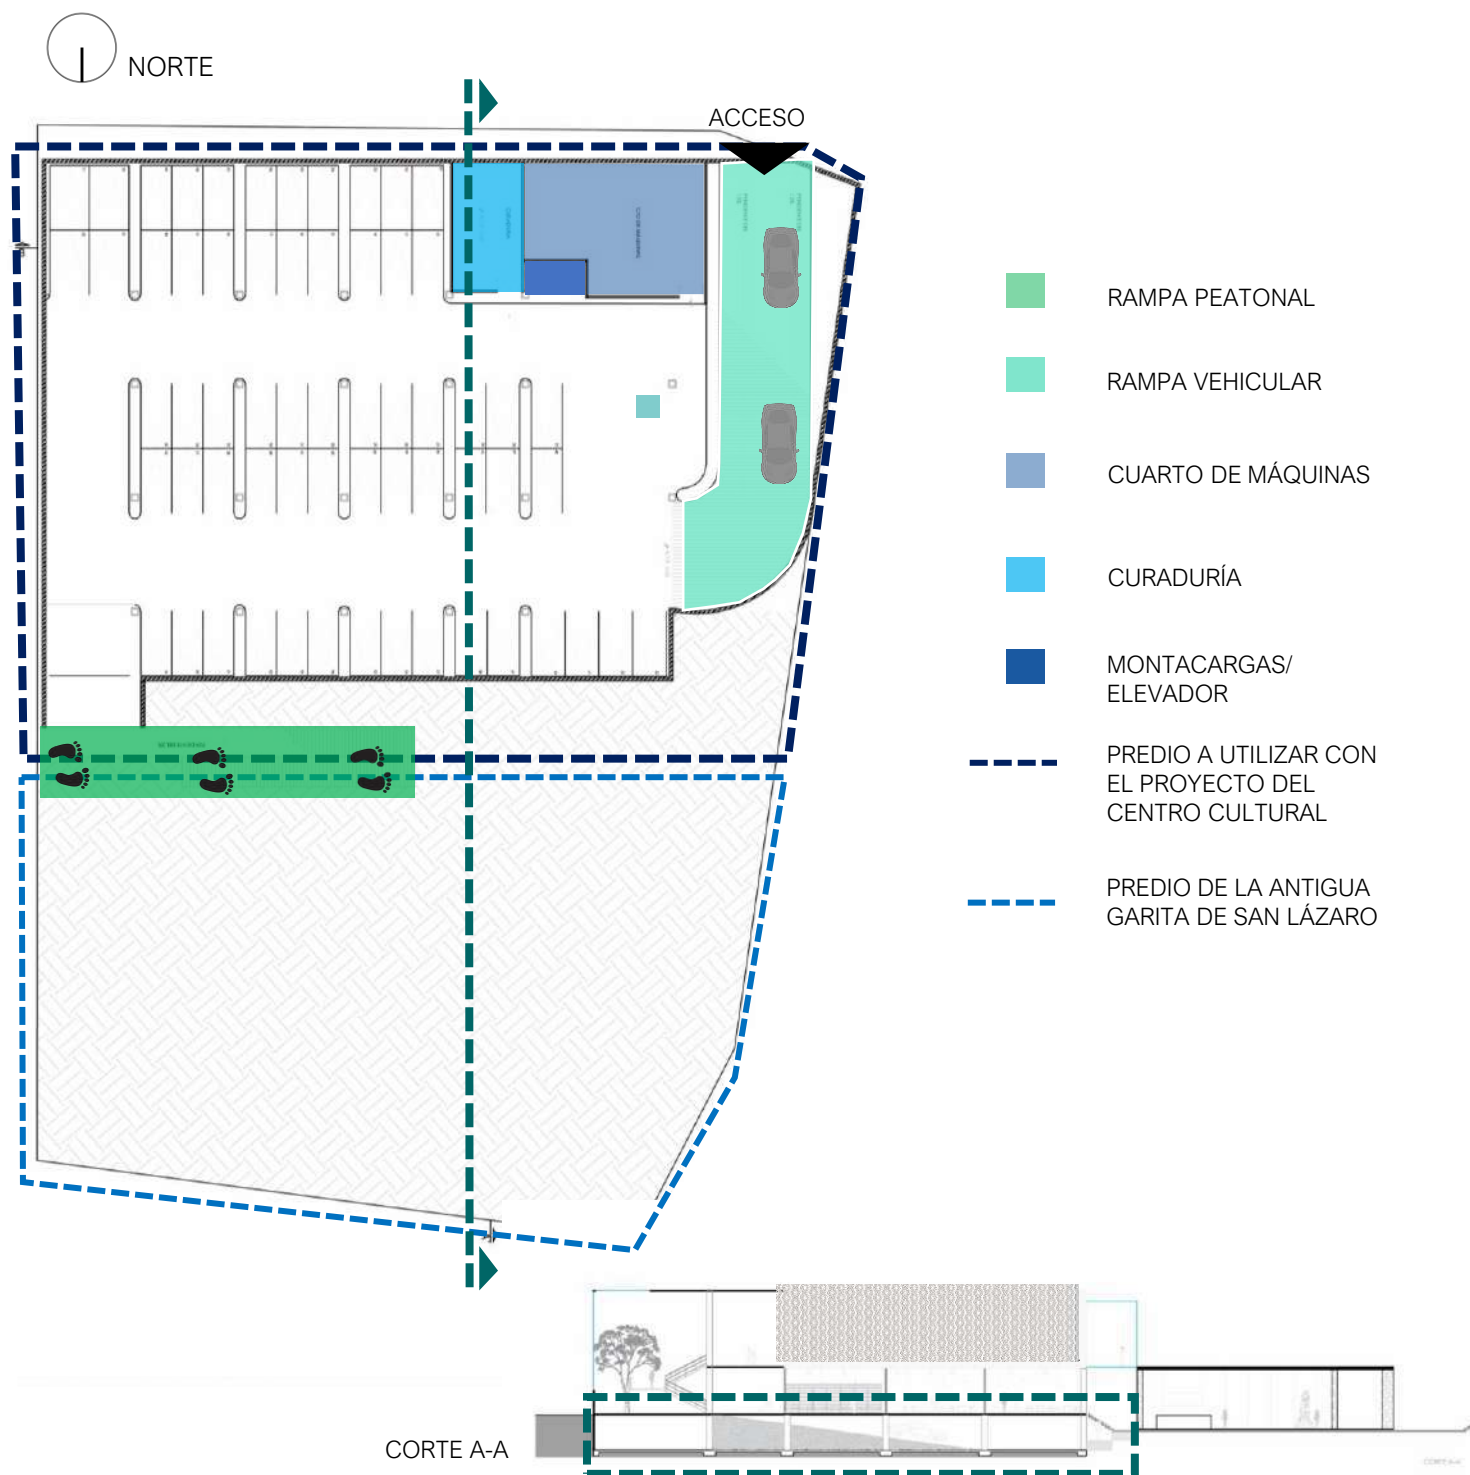 NORTE
ACCESO
RAMPA PEATONAL
RAMPA VEHICULAR
CUARTO DE MÁQUINAS
CURADURÍA
MONTACARGAS/
ELEVADOR
PREDIO A UTILIZAR CON
EL PROYECTO DEL
CENTRO CULTURAL
PREDIO DE LA ANTIGUA
GARITA DE SAN LÁZARO
CORTE A-A